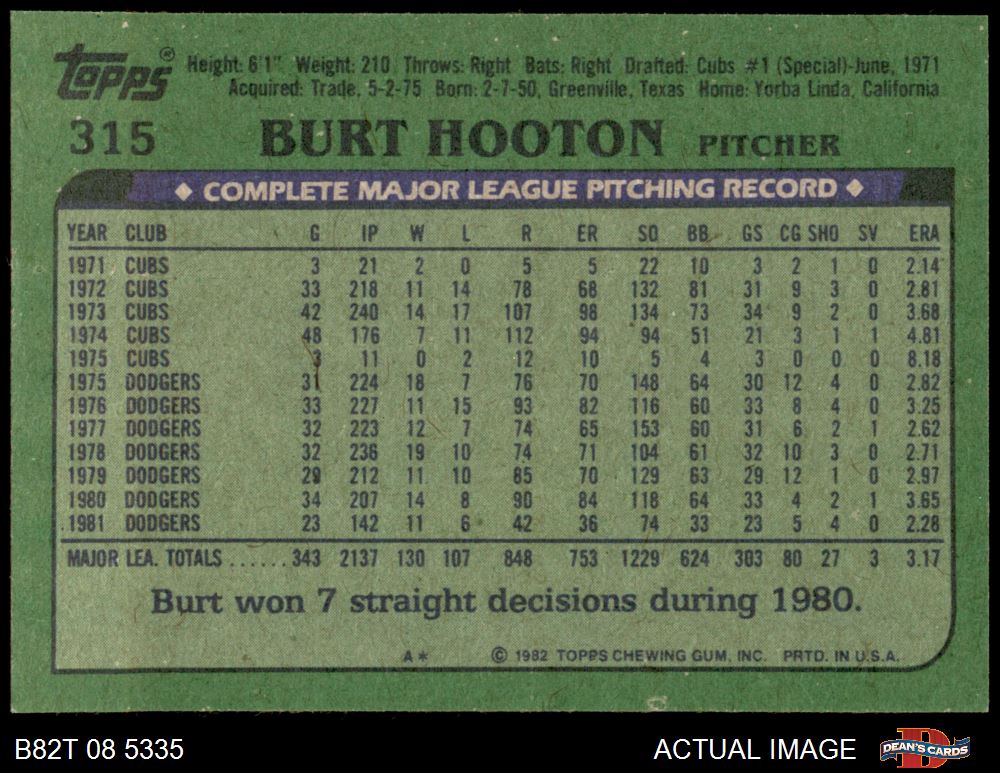 Topps® Height: 6'1" Weight: 210 Throws: Right Bats: Right Drafted: Cubs #1 (Special)-June, 1971
Acquired: Trade, 5-2-75 Born: 2-7-50, Greenville, Texas Home: Yorba Linda, California
315 BURT HOOTON PITCHER
◆ COMPLETE MAJOR LEAGUE PITCHING RECORD ◆
YEAR CLUB G IP W L R ER SO BB GS CG SHO SV ERA
1971 CUBS 3 21 2 0 5 5 22 10 3 2 1 0 2.14
1972 CUBS 33 218 11 14 78 68 132 81 31 9 3 0 2.81
1973 CUBS 42 240 14 17 107 98 134 73 34 9 2 0 3.68
1974 CUBS 48 176 7 11 112 94 94 51 21 3 1 1 4.81
1975 CUBS 3 11 0 2 12 10 5 4 3 0 0 0 8.18
1975 DODGERS 31 224 18 7 76 70 148 64 30 12 4 0 2.82
1976 DODGERS 33 227 11 15 93 82 116 60 33 8 4 0 3.25
1977 DODGERS 32 223 12 7 74 65 153 60 31 6 2 1 2.62
1978 DODGERS 32 236 19 10 74 71 104 61 32 10 3 0 2.71
1979 DODGERS 29 212 11 10 85 70 129 63 29 12 1 0 2.97
1980 DODGERS 34 207 14 8 90 84 118 64 33 4 2 1 3.65
1981 DODGERS 23 142 11 6 42 36 74 33 23 5 4 0 2.28
MAJOR LEA. TOTALS ...... 343 2137 130 107 848 753 1229 624 303 80 27 3 3.17
Burt won 7 straight decisions during 1980.
A* © 1982 TOPPS CHEWING GUM, INC. PRTD. IN U.S.A.
B82T 08 5335 ACTUAL IMAGE DEAN'S CARDS